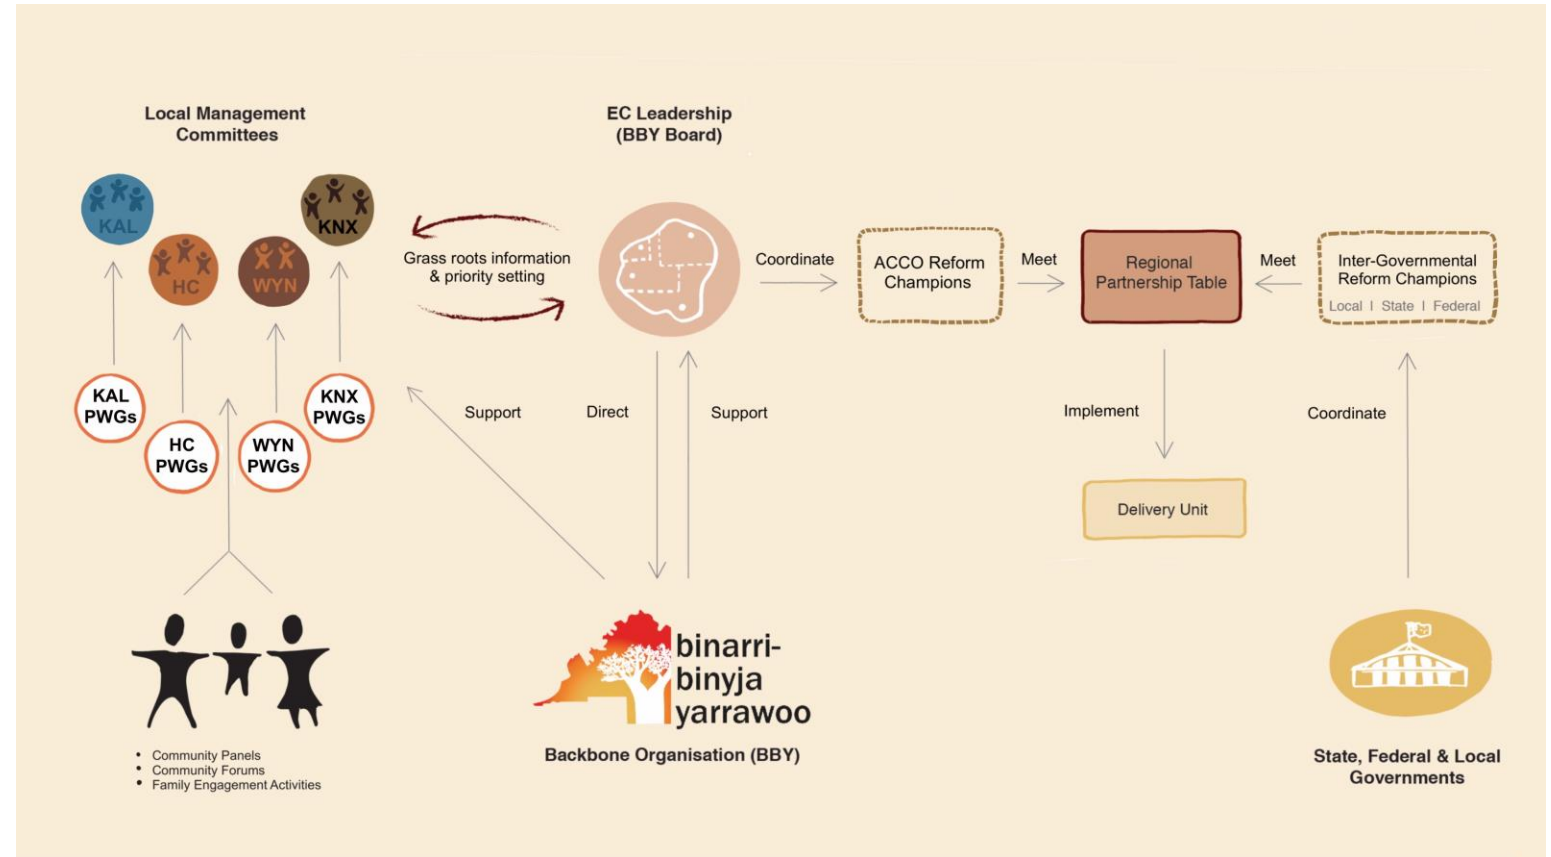 Local Management
Committees
EC Leadership
(BBY Board)
KAL
HC
WYN
KNX
Grass roots information
& priority setting
Coordinate
ACCO Reform
Champions
Meet
Regional
Partnership Table
Meet
Inter-Governmental
Reform Champions
Local | State | Federal
KAL
PWGs
HC
PWGs
WYN
PWGs
KNX
PWGs
Support
Direct
Support
Implement
Coordinate
Delivery Unit
binarri-
binyja
yarrawoo
Backbone Organisation (BBY)
• Community Panels
• Community Forums
• Family Engagement Activities
State, Federal & Local
Governments